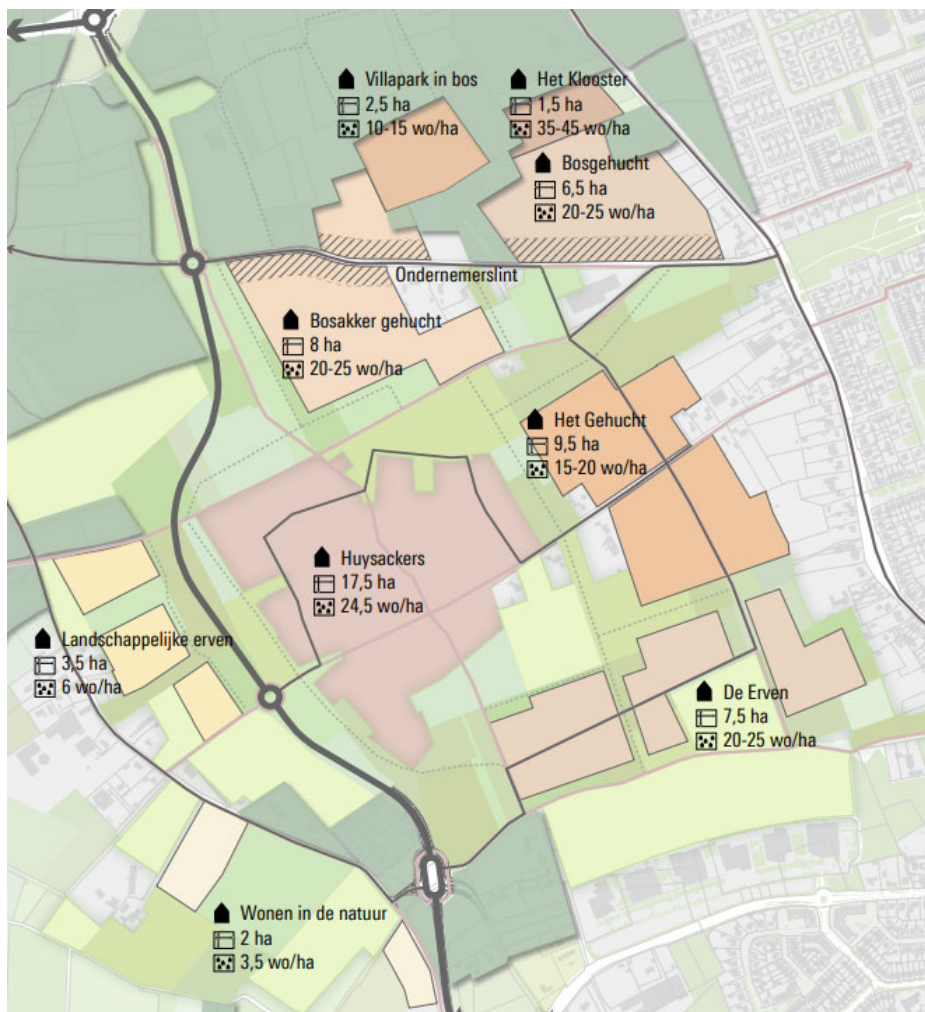 Villapark in bos
2,5 ha
10-15 wo/ha
Het Klooster
1,5 ha
35-45 wo/ha
Bosgehucht
6,5 ha
20-25 wo/ha
Ondernemerslint
Bosakker gehucht
8 ha
20-25 wo/ha
Het Gehucht
9,5 ha
15-20 wo/ha
Huysackers
17,5 ha
24,5 wo/ha
Landschappelijke erven
3,5 ha
6 wo/ha
De Erven
7,5 ha
20-25 wo/ha
Wonen in de natuur
2 ha
3,5 wo/ha